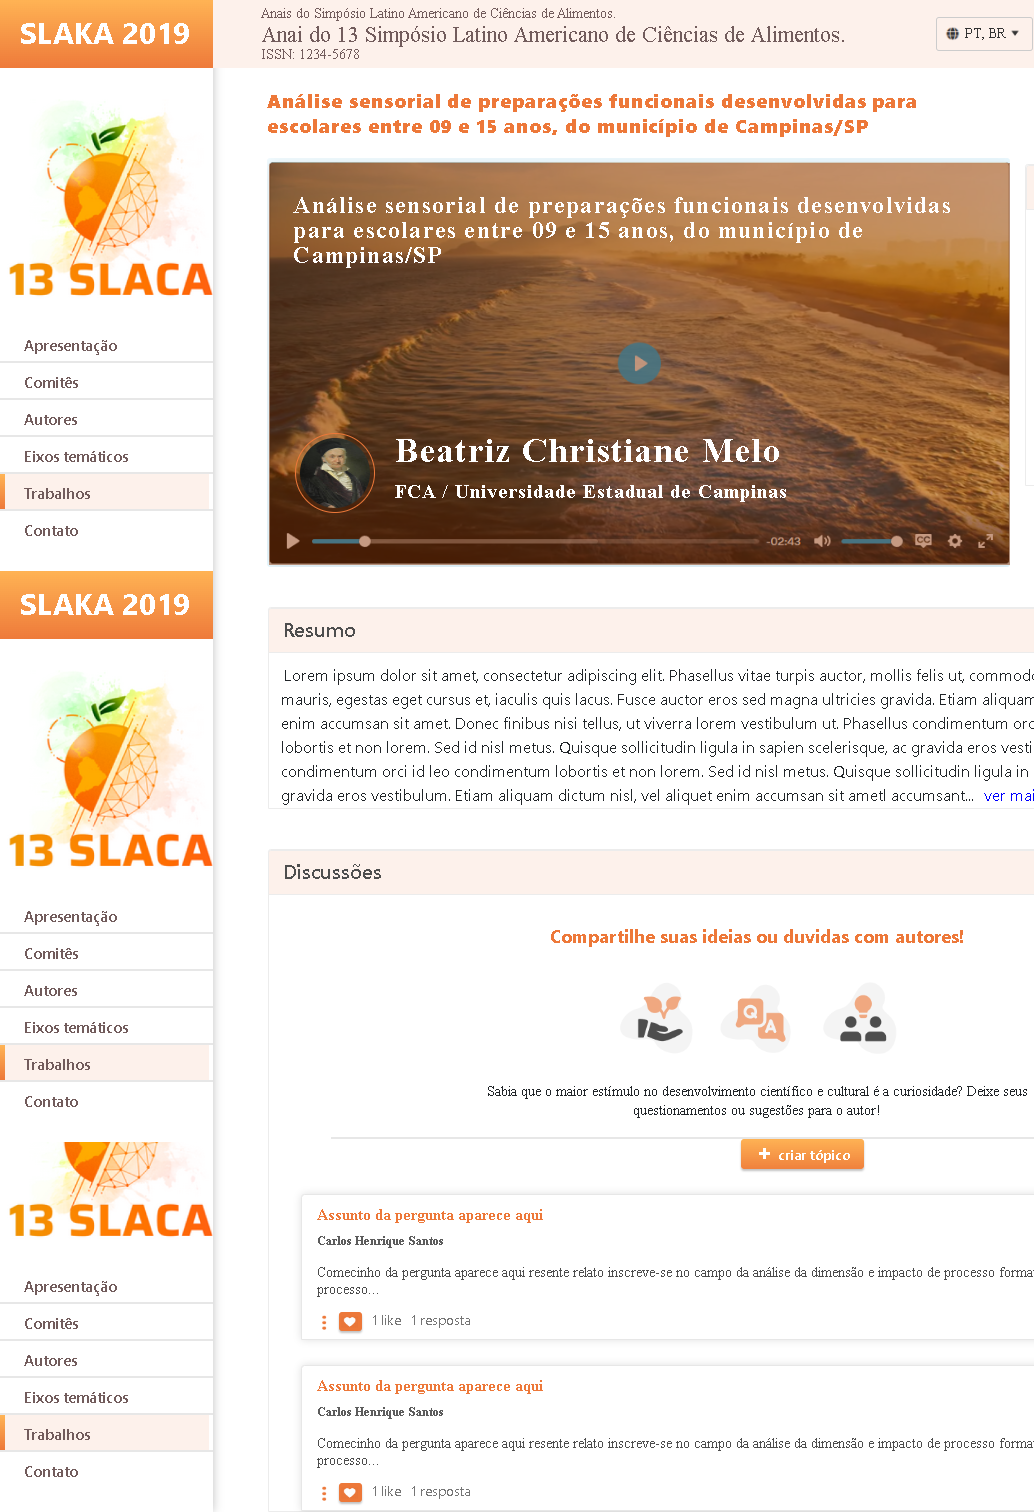 SLAKA 2019
13 SLACA
Apresentação
Comitês
Autores
Eixos temáticos
Trabalhos
Contato
SLAKA 2019
13 SLACA
Apresentação
Comitês
Autores
Eixos temáticos
Trabalhos
Contato
13 SLACA
Apresentação
Comitês
Autores
Eixos temáticos
Trabalhos
Contato
Anais do Simpósio Latino Americano de Ciências de Alimentos.
Anai do 13 Simpósio Latino Americano de Ciências de Alimentos.
ISSN: 1234-5678
PT, BR
Análise sensorial de preparações funcionais desenvolvidas para
escolares entre 09 e 15 anos, do município de Campinas/SP
Análise sensorial de preparações funcionais desenvolvidas
para escolares entre 09 e 15 anos, do município de
Campinas/SP
Beatriz Christiane Melo
FCA / Universidade Estadual de Campinas
-02:43
CC
Resumo
Lorem ipsum dolor sit amet, consectetur adipiscing elit. Phasellus vitae turpis auctor, mollis felis ut, commod
mauris, egestas eget cursus et, iaculis quis lacus. Fusce auctor eros sed magna ultricies gravida. Etiam aliquam
enim accumsan sit amet. Donec finibus nisi tellus, ut viverra lorem vestibulum ut. Phasellus condimentum orc
lobortis et non lorem. Sed id nisl metus. Quisque sollicitudin ligula in sapien scelerisque, ac gravida eros vesti
condimentum orci id leo condimentum lobortis et non lorem. Sed id nisl metus. Quisque sollicitudin ligula in
gravida eros vestibulum. Etiam aliquam dictum nisl, vel aliquet enim accumsan sit ametl accumsant... ver mai
Discussões
Compartilhe suas ideias ou duvidas com autores!
Q A
Sabia que o maior estímulo no desenvolvimento científico e cultural é a curiosidade? Deixe seus
questionamentos ou sugestões para o autor!
+ criar tópico
Assunto da pergunta aparece aqui
Carlos Henrique Santos
Comecinho da pergunta aparece aqui resente relato inscreve-se no campo da análise da dimensão e impacto de processo forma
processo...
1 like 1 resposta
Assunto da pergunta aparece aqui
Carlos Henrique Santos
Comecinho da pergunta aparece aqui resente relato inscreve-se no campo da análise da dimensão e impacto de processo forma
processo...
1 like 1 resposta